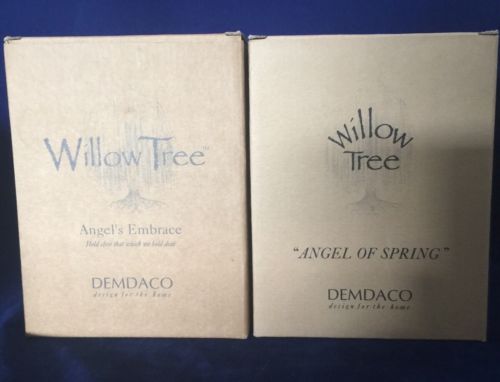 Willow Tree™
Angel's Embrace
Hold close that which we hold dear
DEMDACO
design for the home
Willow
Tree
"ANGEL OF SPRING"
DEMDACO
design for the home